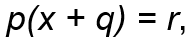 p(x + q) = r,